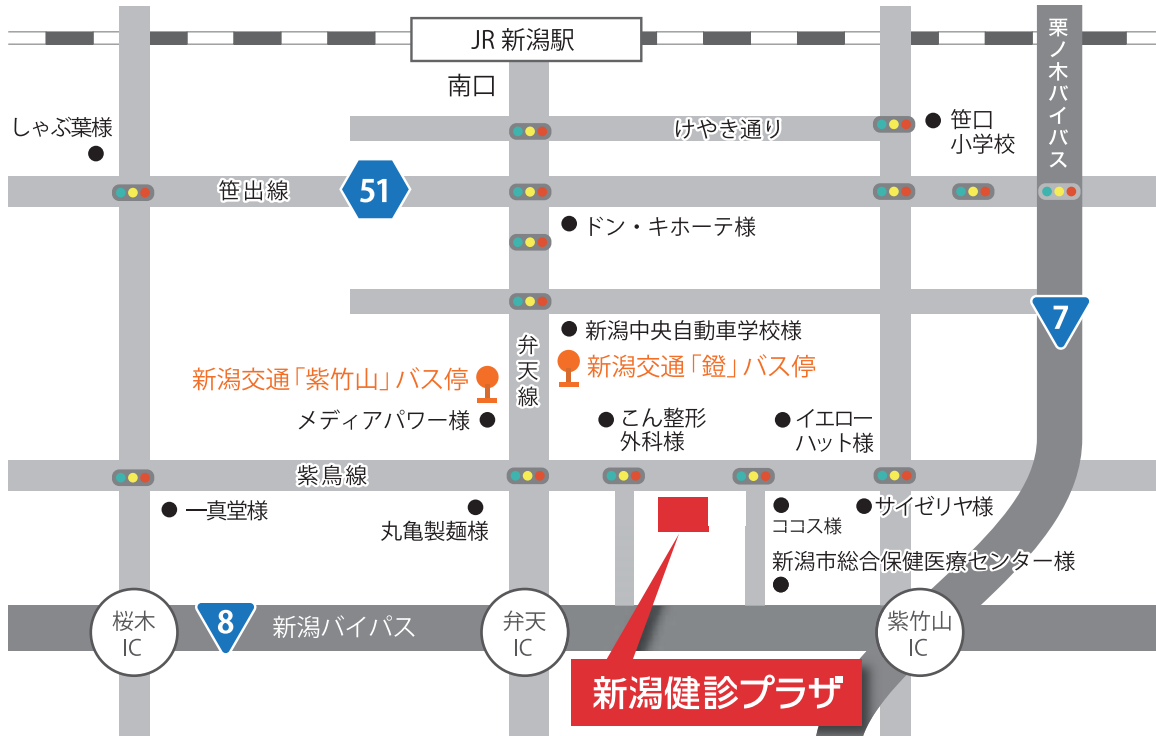 JR 新潟駅
南口
栗ノ木バイパス
しゃぶ葉様
けやき通り
笹口
小学校
笹出線
51
ドン・キホーテ様
7
新潟中央自動車学校様
弁天線
新潟交通「紫竹山」バス停
新潟交通「鐙」バス停
メディアパワー様
こん整形
外科様
イエロー
ハット様
紫鳥線
一真堂様
丸亀製麺様
ココス様
サイゼリヤ様
新潟市総合保健医療センター様
桜木
IC
8
新潟バイパス
弁天
IC
紫竹山
IC
新潟健診プラザ